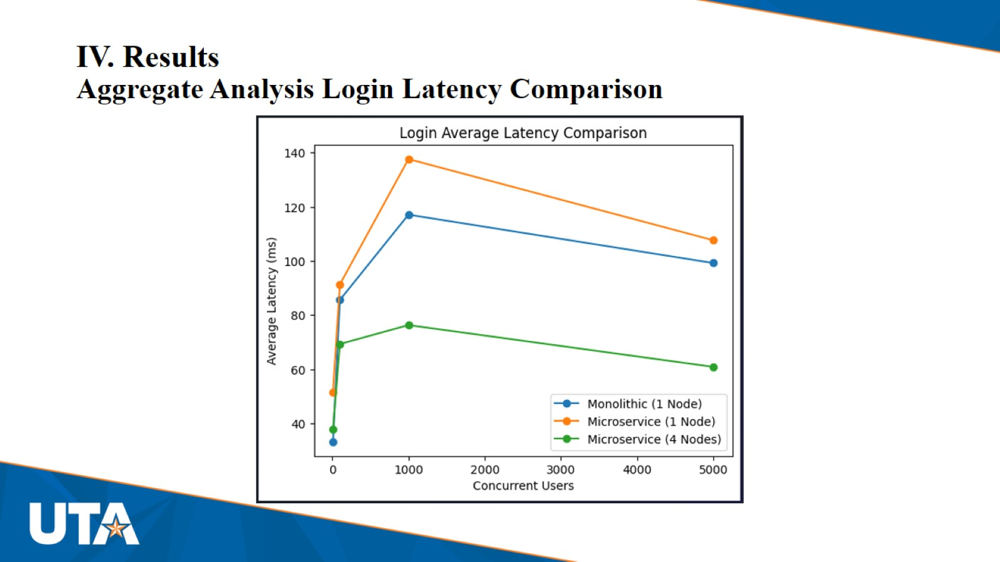 IV. Results
Aggregate Analysis Login Latency Comparison
Login Average Latency Comparison
140
120
100
80
60
40
Average Latency (ms)
Monolithic (1 Node)
Microservice (1 Node)
Microservice (4 Nodes)
0 1000 2000 3000 4000 5000
Concurrent Users
UTA